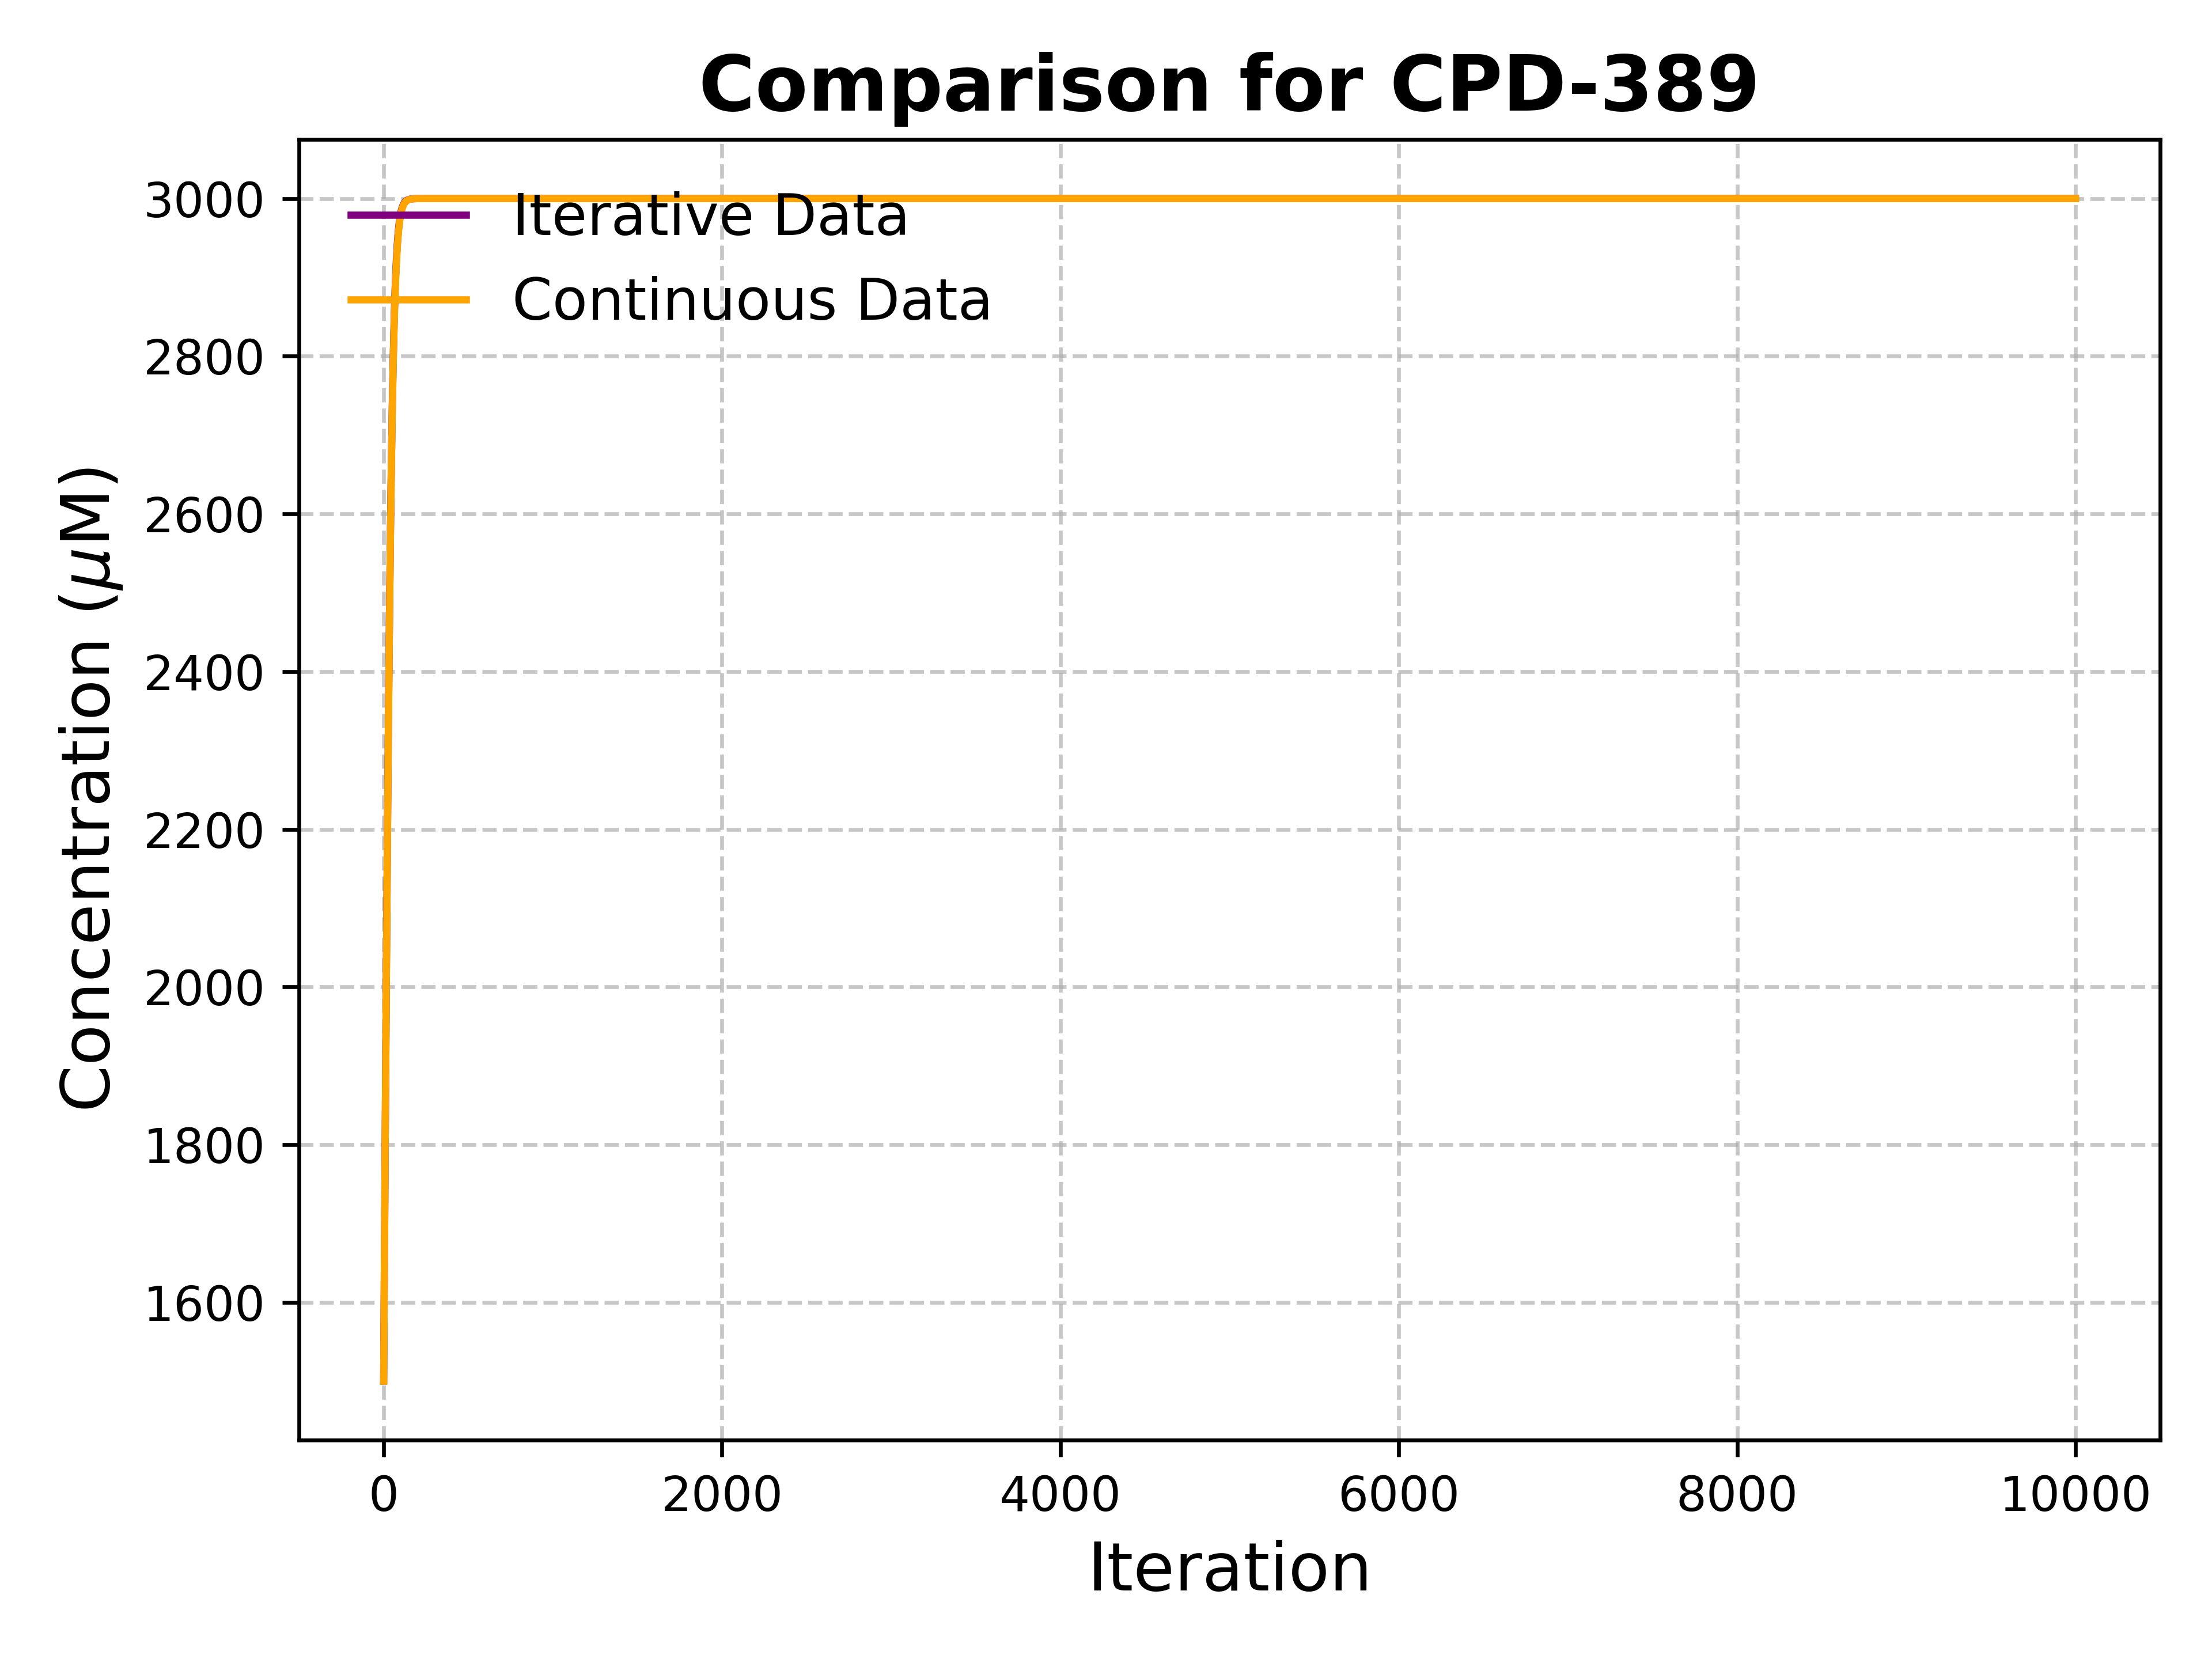 Comparison for CPD-389
Concentration (μM)
3000
2800
2600
2400
2200
2000
1800
1600
Iterative Data
Continuous Data
0 2000 4000 6000 8000 10000
Iteration